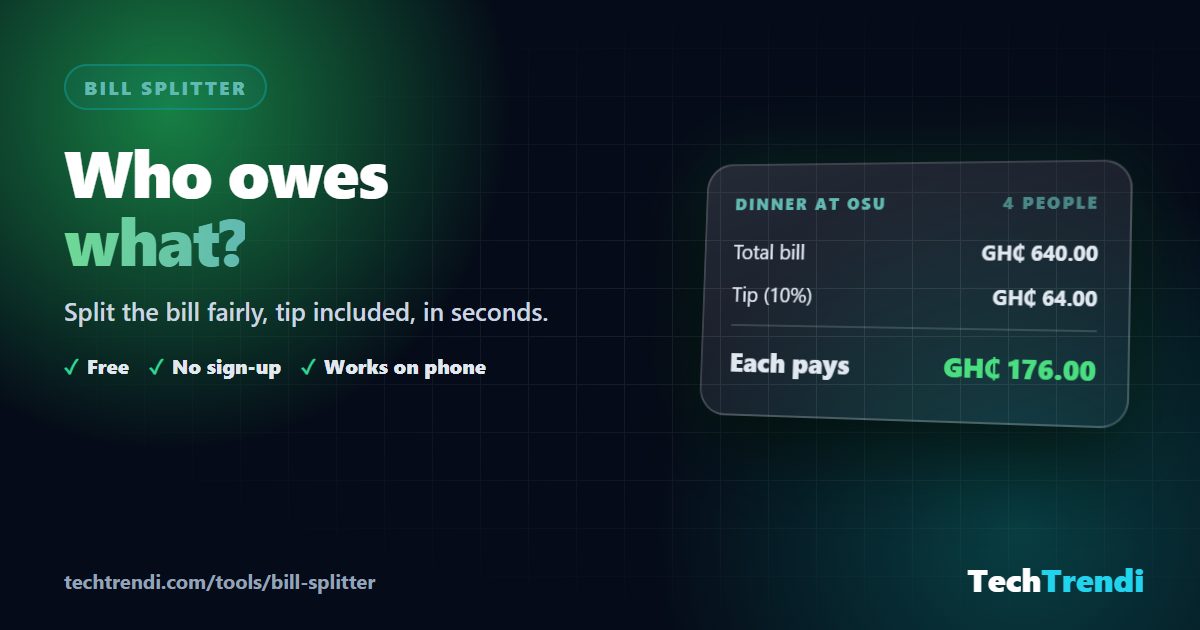 BILL SPLITTER
Who owes
what?
Split the bill fairly, tip included, in seconds.
✓ Free ✓ No sign-up ✓ Works on phone
DINNER AT OSU 4 PEOPLE
Total bill GH₵ 640.00
Tip (10%) GH₵ 64.00
Each pays GH₵ 176.00
techtrendi.com/tools/bill-splitter
TechTrendi